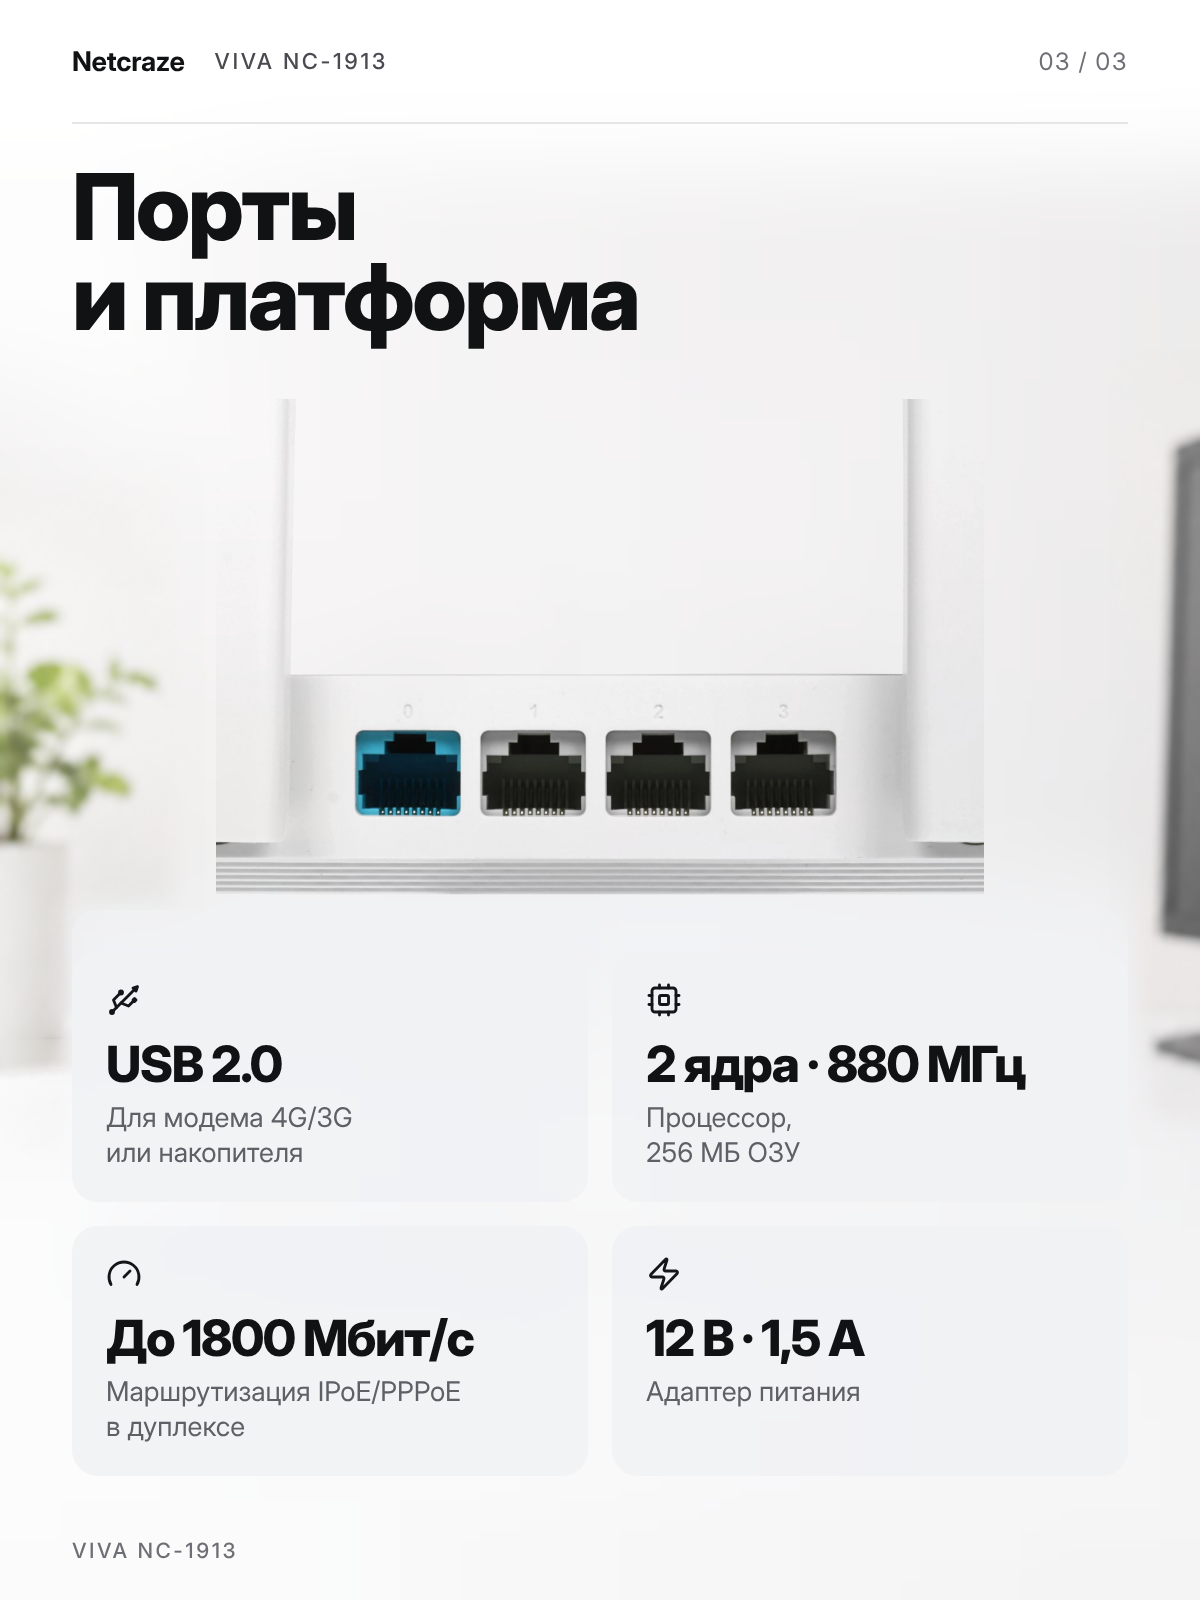 Netcraze VIVA NC-1913 03 / 03
Порты
и платформа
0 1 2 3
USB 2.0
Для модема 4G/3G
или накопителя
2 ядра · 880 МГц
Процессор,
256 МБ ОЗУ
До 1800 Мбит/с
Маршрутизация IPoE/PPPoE
в дуплексе
12 В · 1,5 А
Адаптер питания
VIVA NC-1913